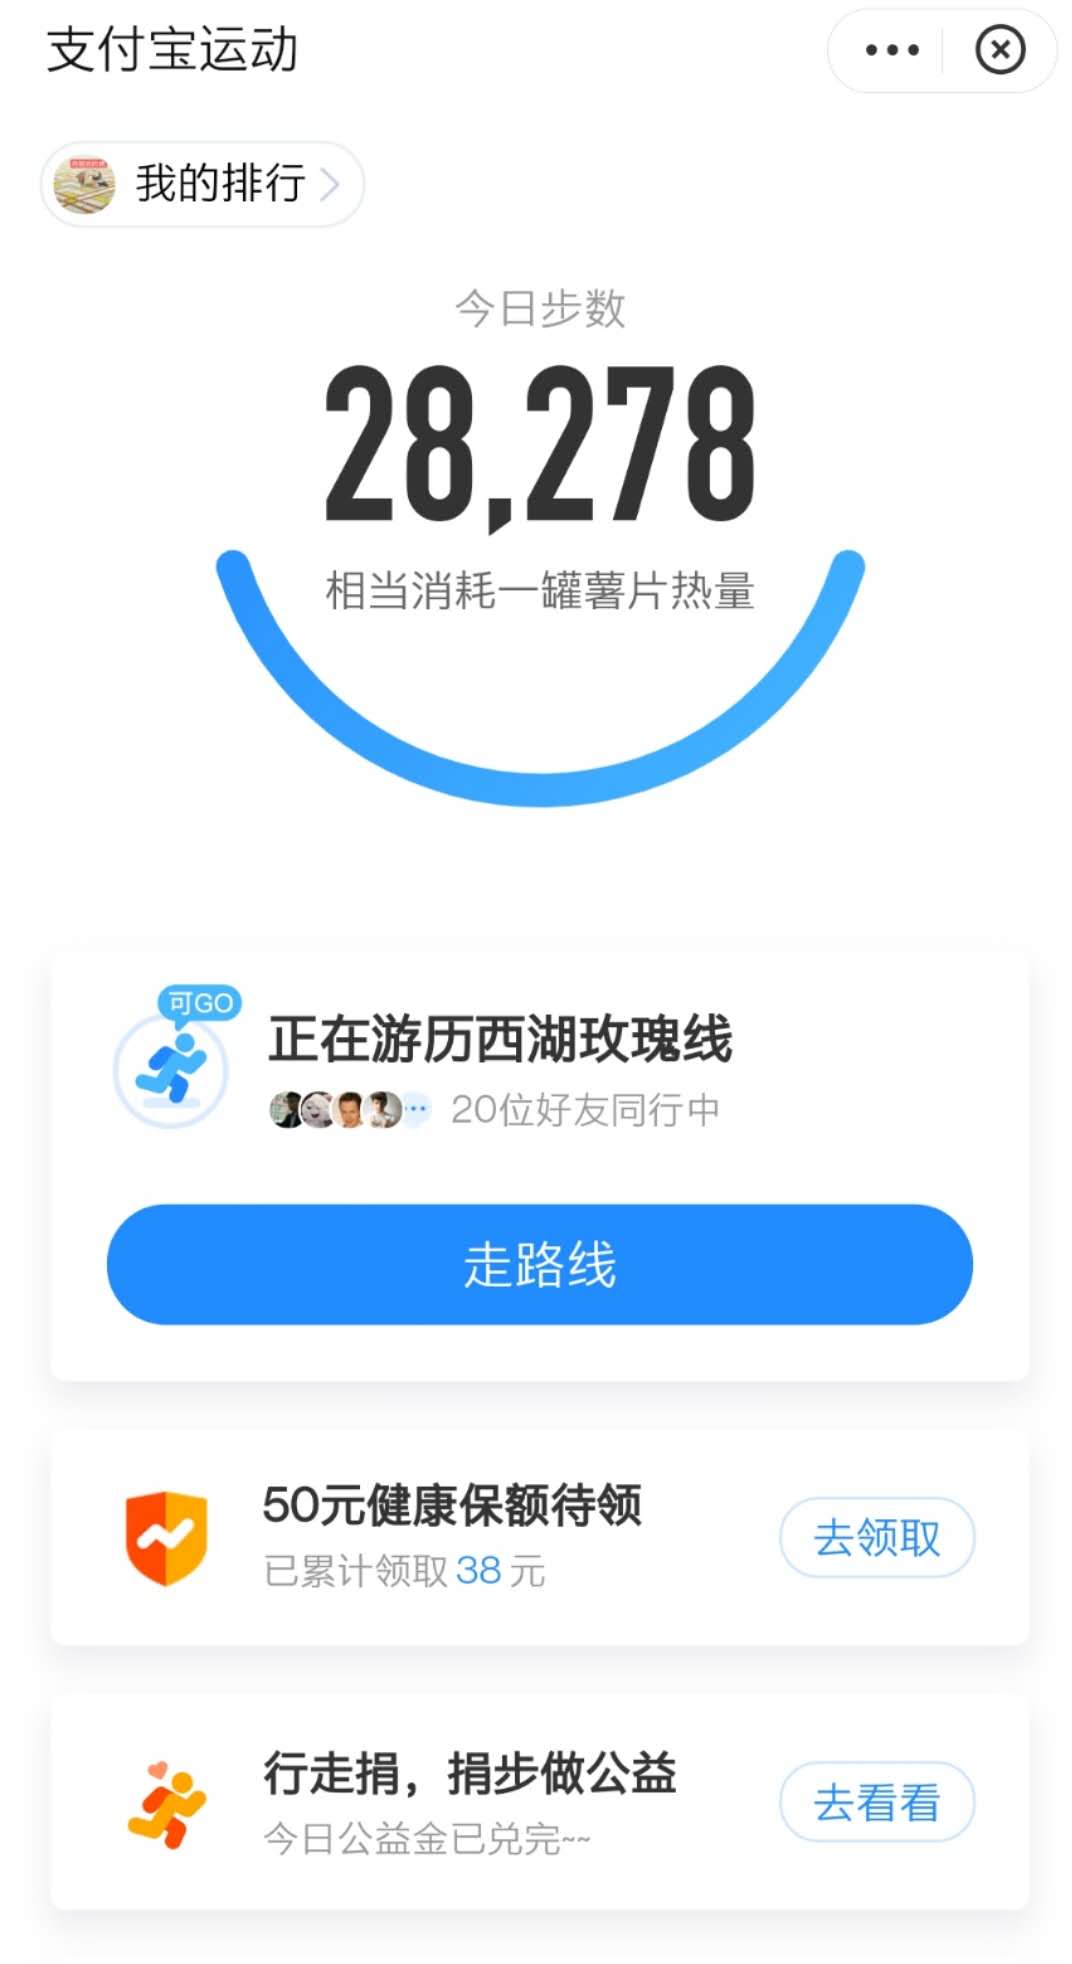 支付宝运动
我的排行
今日步数
28,278
相当消耗一罐薯片热量
可GO
正在游历西湖玫瑰线
20位好友同行中
走路线
50元健康保额待领
已累计领取 38 元
去领取
行走捐，捐步做公益
今日公益金已兑完~~
去看看